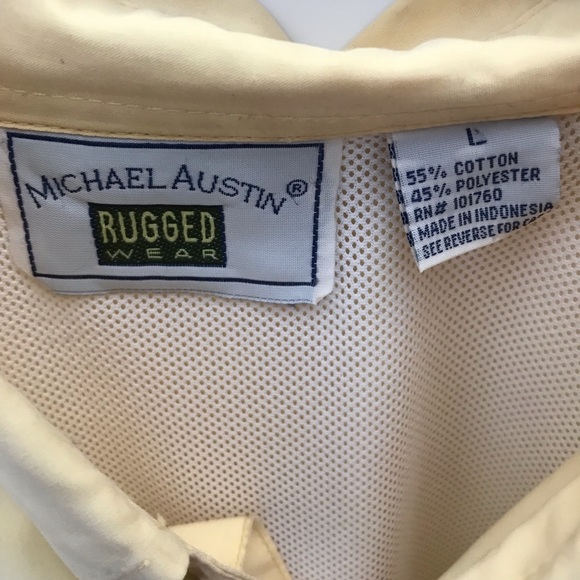 MICHAEL AUSTIN®
RUGGED
WEAR
L
55% COTTON
45% POLYESTER
RN# 101760
MADE IN INDONESIA
SEE REVERSE FOR